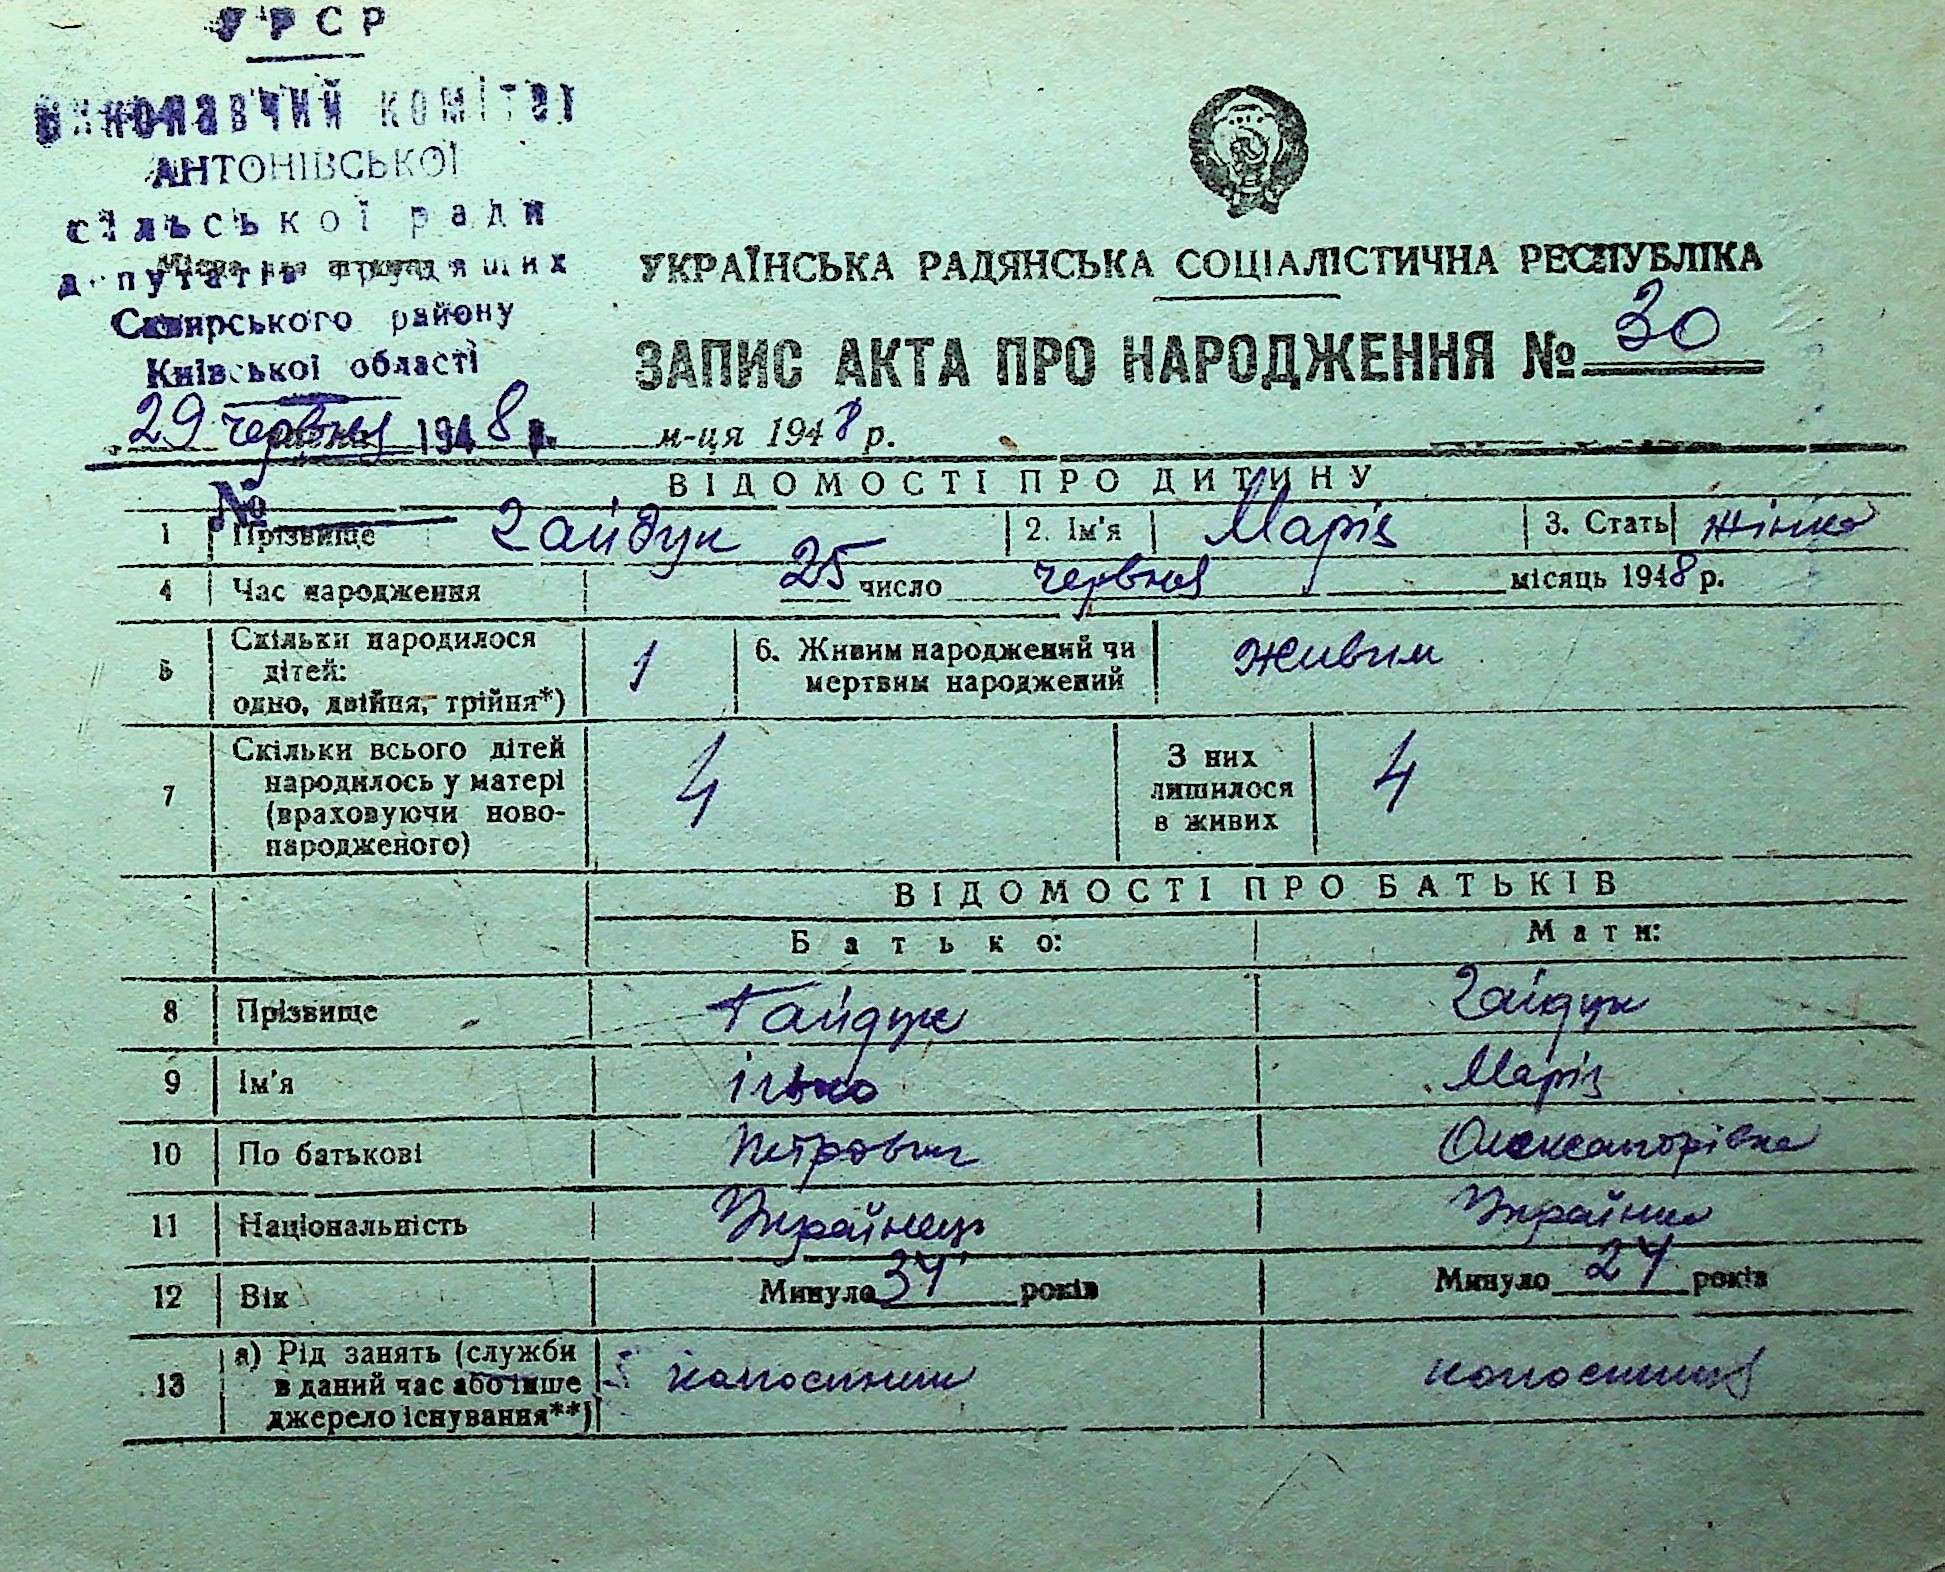 УРСР
Виконавчий комітет
АНТОНІВСЬКОЇ
сільської ради
депутатів трудящих
Сквирського району
Київської області
29 червня 1948 р.
№
УКРАЇНСЬКА РАДЯНСЬКА СОЦІАЛІСТИЧНА РЕСПУБЛІКА
ЗАПИС АКТА ПРО НАРОДЖЕННЯ № 30
м-ця 1948 р.
ВІДОМОСТІ ПРО ДИТИНУ
1 Прізвище Гайдук 2. Ім'я Марія 3. Стать жінка
4 Час народження 25 число червня місяць 1948 р.
5 Скільки народилося дітей: одно, двійня, трійня*) 1 6. Живим народжений чи мертвим народжений живим
7 Скільки всього дітей народилось у матері (враховуючи ново-народженого) 4 З них лишилося в живих 4
ВІДОМОСТІ ПРО БАТЬКІВ
Батько: Мати:
8 Прізвище Гайдук Гайдук
9 Ім'я Ілько Марія
10 По батькові Петрович Олександрівна
11 Національність Українець Українка
12 Вік Минуло 34 років Минуло 24 років
13 а) Рід занять (служби в даний час або інше джерело існування**) колгоспник колгоспниця